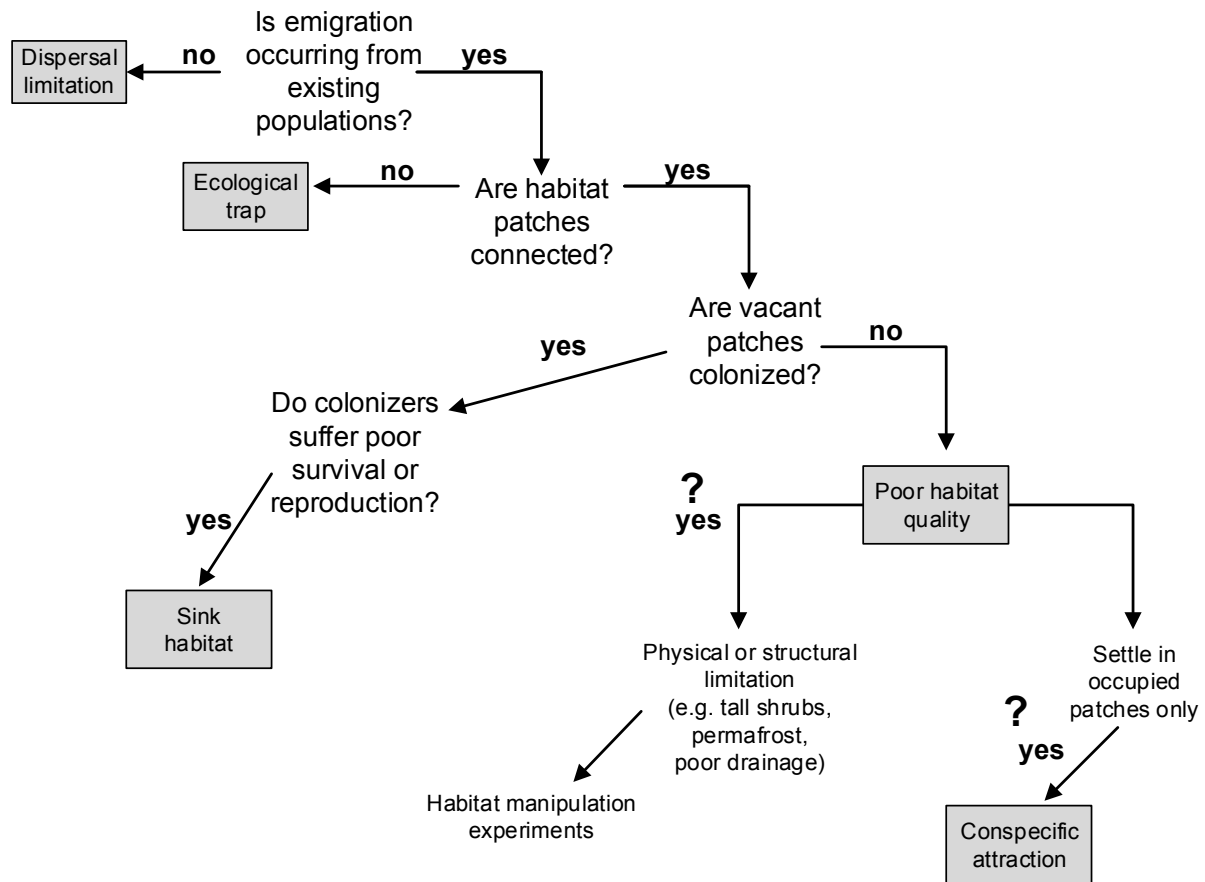 Is emigration
occurring from
existing
populations?
no
yes
Dispersal
limitation
Are habitat
patches
connected?
no
yes
Ecological
trap
Are vacant
patches
colonized?
yes
no
Do colonizers
suffer poor
survival or
reproduction?
yes
Sink
habitat
Poor habitat
quality
?
yes
Physical or structural
limitation
(e.g. tall shrubs,
permafrost,
poor drainage)
Habitat manipulation
experiments
Settle in
occupied
patches only
?
yes
Conspecific
attraction